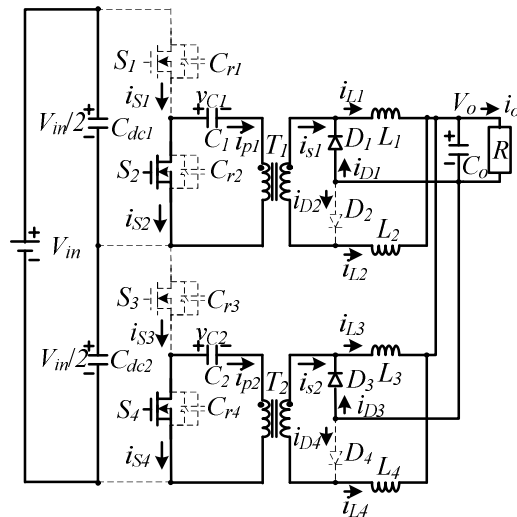 S1 Cr1
iS1
vC1
iL1
Vo io
Vin/2 Cdc1
C1 ip1 T1 is1 D1 L1
Co R
S2 Cr2
iD1
iD2 D2
iS2
L2
iL2
Vin
S3 Cr3
iS3
vC2
iL3
Vin/2 Cdc2
C2 ip2 T2 is2 D3 L3
S4 Cr4
iD3
iD4 D4
iS4
L4
iL4